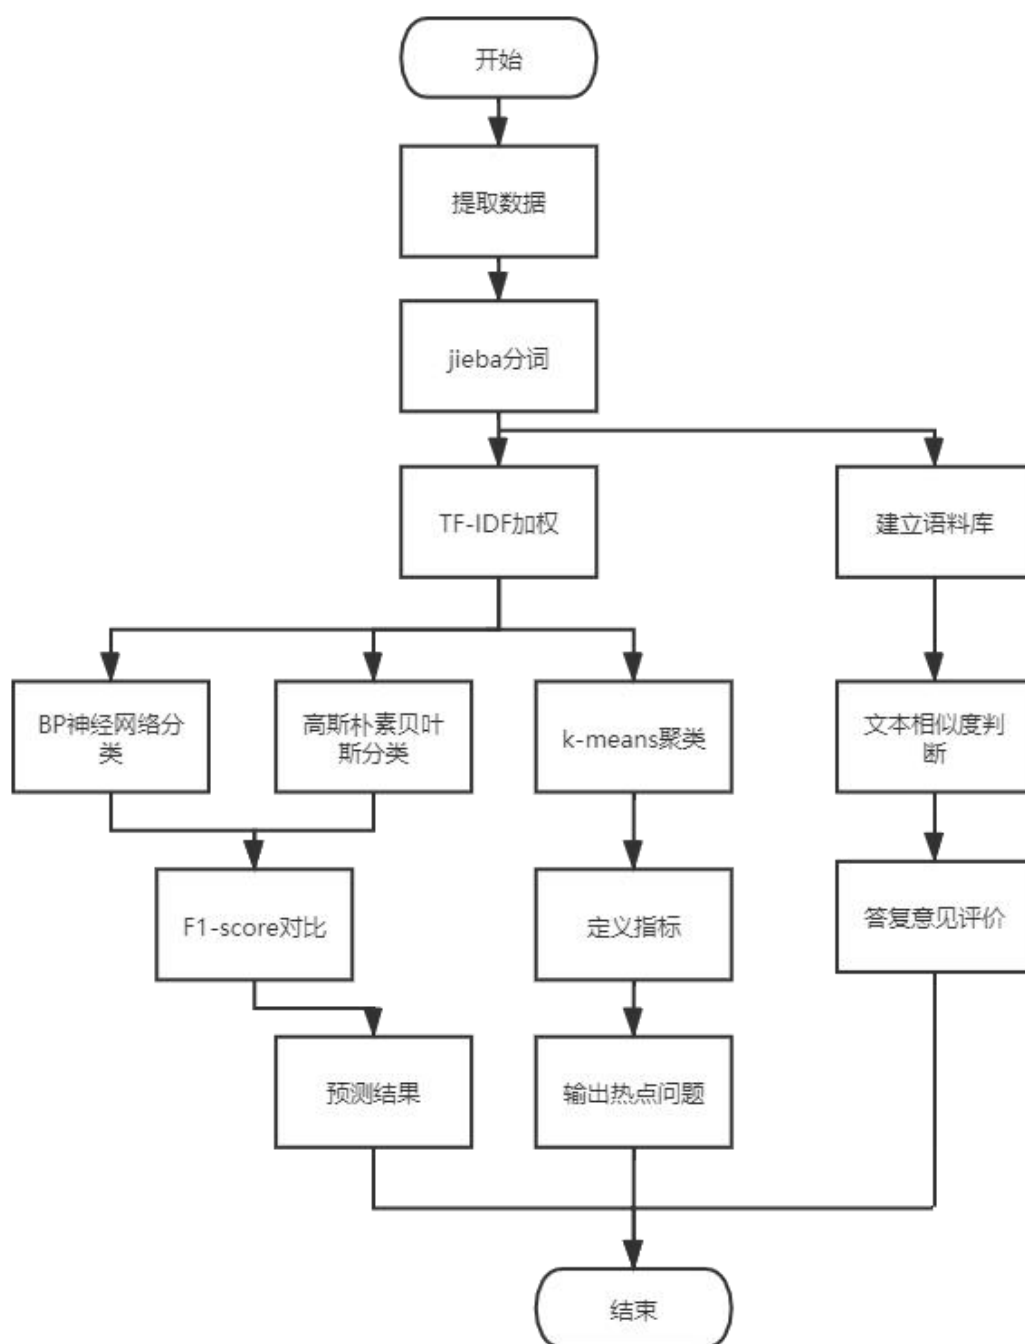 开始
提取数据
jieba分词
TF-IDF加权
建立语料库
BP神经网络分
类
高斯朴素贝叶
斯分类
k-means聚类
文本相似度判
断
F1-score对比
定义指标
答复意见评价
预测结果
输出热点问题
结束